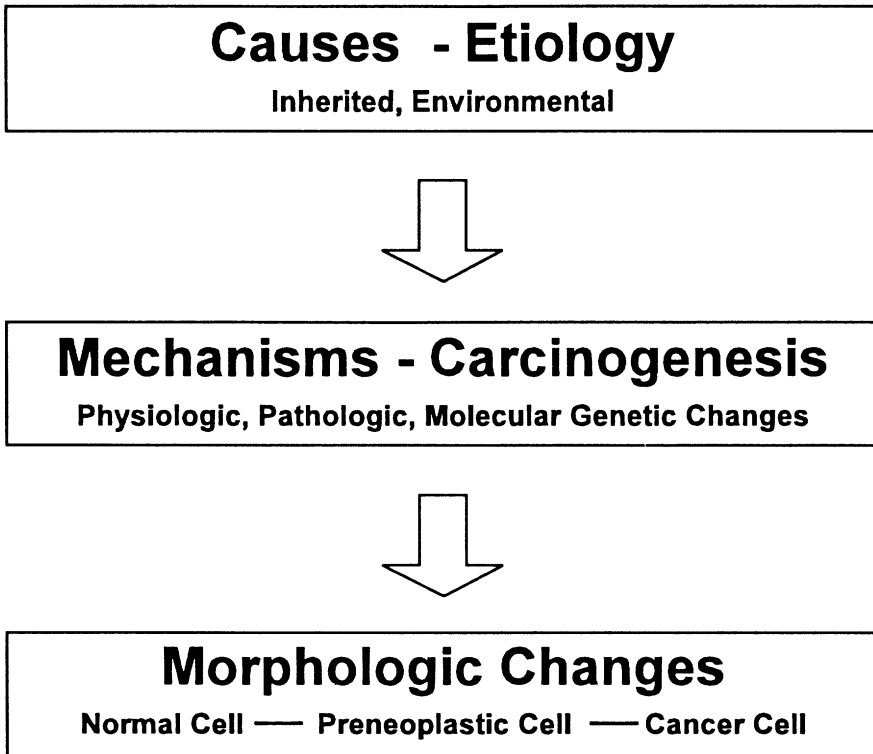 Causes - Etiology
Inherited, Environmental
Mechanisms - Carcinogenesis
Physiologic, Pathologic, Molecular Genetic Changes
Morphologic Changes
Normal Cell — Preneoplastic Cell — Cancer Cell